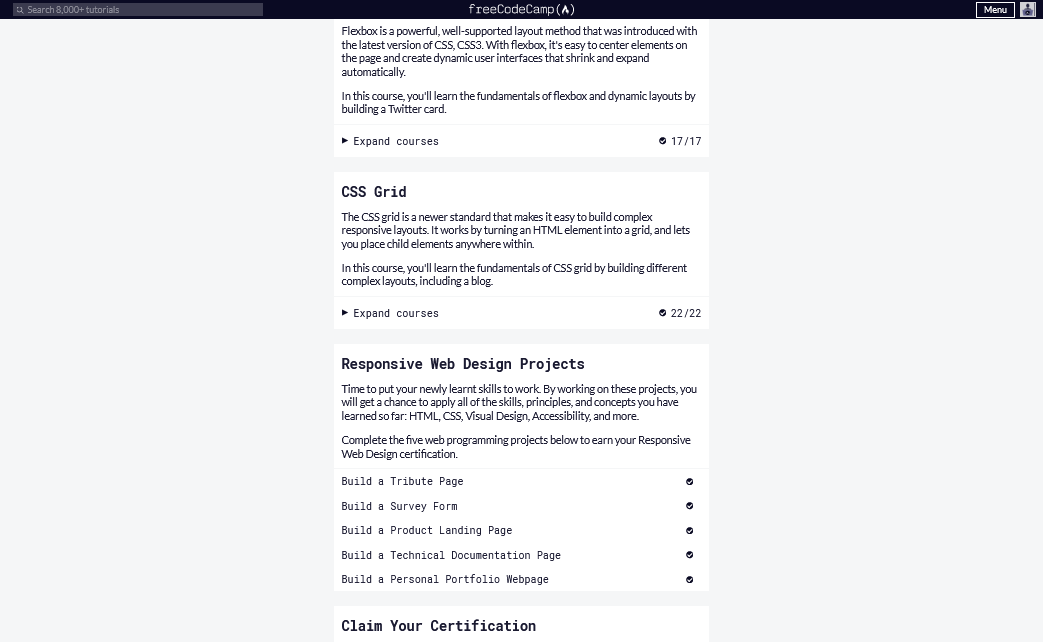 Search 8,000+ tutorials
freeCodeCamp
Menu
Flexbox is a powerful, well-supported layout method that was introduced with
the latest version of CSS, CSS3. With flexbox, it's easy to center elements on
the page and create dynamic user interfaces that shrink and expand
automatically.
In this course, you'll learn the fundamentals of flexbox and dynamic layouts by
building a Twitter card.
Expand courses
17/17
CSS Grid
The CSS grid is a newer standard that makes it easy to build complex
responsive layouts. It works by turning an HTML element into a grid, and lets
you place child elements anywhere within.
In this course, you'll learn the fundamentals of CSS grid by building different
complex layouts, including a blog.
Expand courses
22/22
Responsive Web Design Projects
Time to put your newly learnt skills to work. By working on these projects, you
will get a chance to apply all of the skills, principles, and concepts you have
learned so far: HTML, CSS, Visual Design, Accessibility, and more.
Complete the five web programming projects below to earn your Responsive
Web Design certification.
Build a Tribute Page
Build a Survey Form
Build a Product Landing Page
Build a Technical Documentation Page
Build a Personal Portfolio Webpage
Claim Your Certification